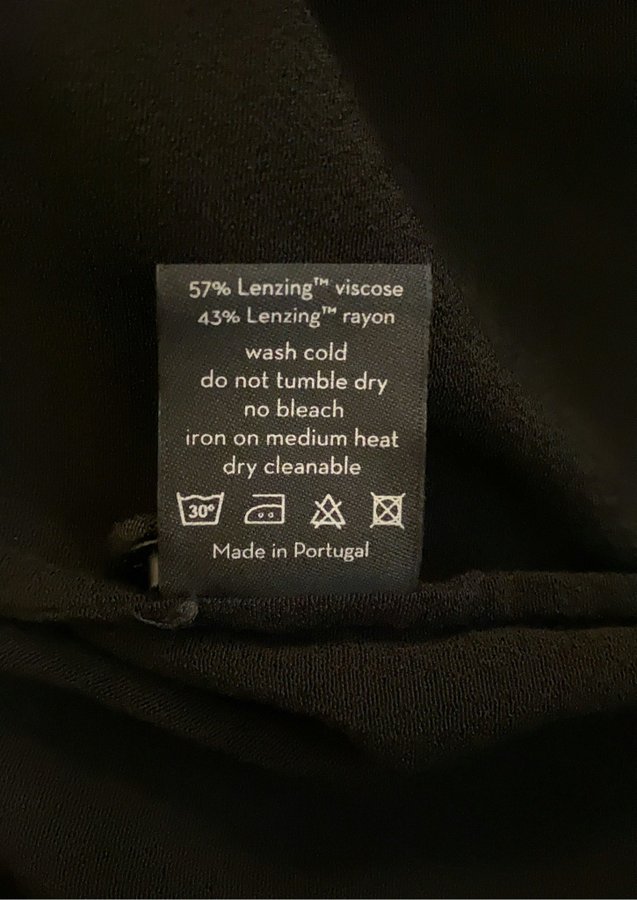 57% Lenzing™ viscose
43% Lenzing™ rayon
wash cold
do not tumble dry
no bleach
iron on medium heat
dry cleanable
30°
Made in Portugal